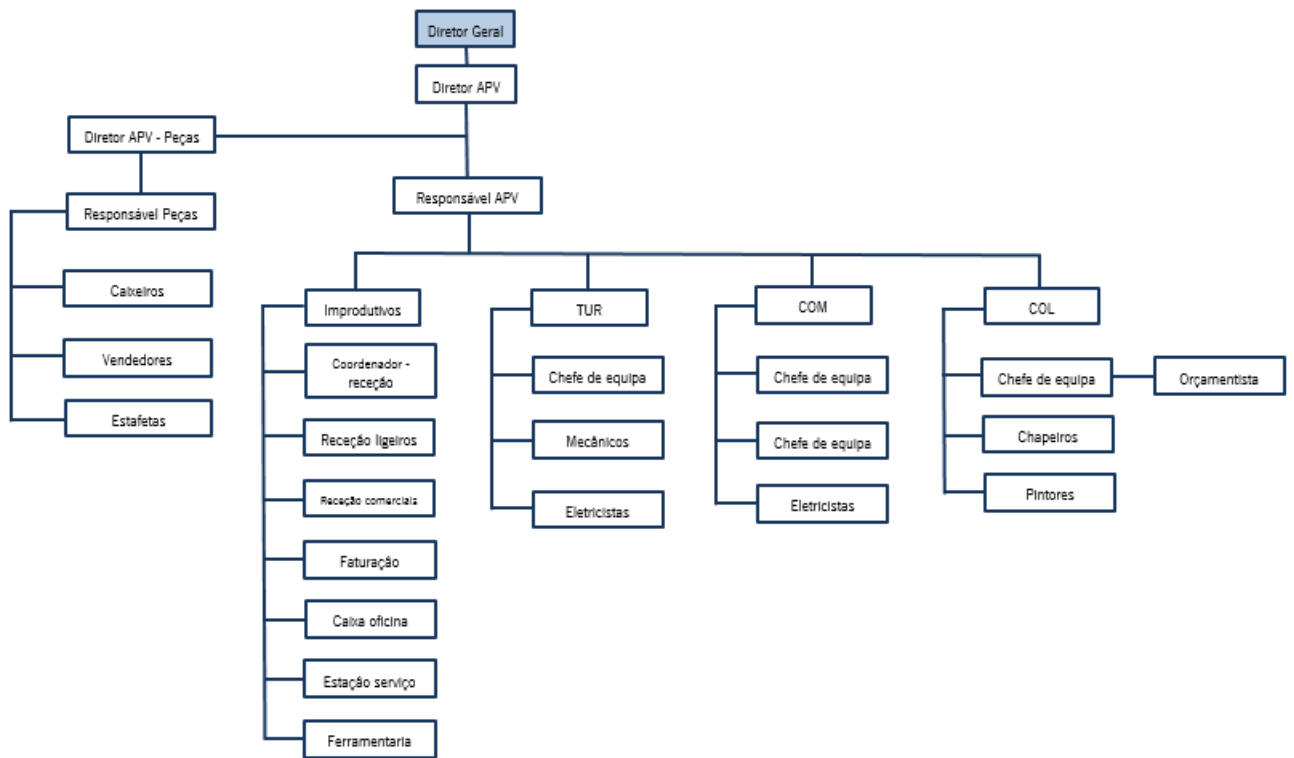 Diretor Geral
Diretor APV
Diretor APV - Peças
Responsável APV
Responsável Peças
Caixeiros
Vendedores
Estafetas
Improdutivos
TUR
COM
COL
Coordenador -
receção
Chefe de equipa
Chefe de equipa
Chefe de equipa
Orçamentista
Receção ligeiros
Mecânicos
Chefe de equipa
Chapeiros
Receção comerciais
Eletricistas
Eletricistas
Pintores
Faturação
Caixa oficina
Estação serviço
Ferramentaria